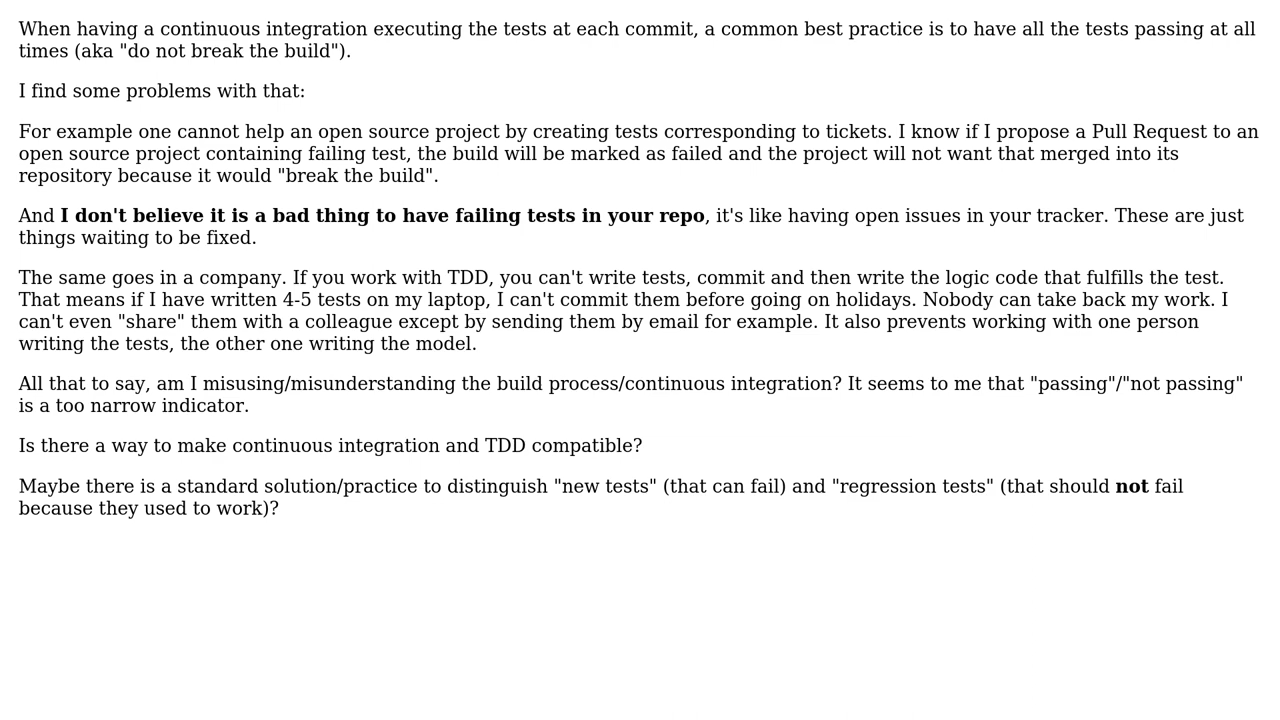 When having a continuous integration executing the tests at each commit, a common best practice is to have all the tests passing at all
times (aka "do not break the build").
I find some problems with that:
For example one cannot help an open source project by creating tests corresponding to tickets. I know if I propose a Pull Request to an
open source project containing failing test, the build will be marked as failed and the project will not want that merged into its
repository because it would "break the build".
And I don't believe it is a bad thing to have failing tests in your repo, it's like having open issues in your tracker. These are just
things waiting to be fixed.
The same goes in a company. If you work with TDD, you can't write tests, commit and then write the logic code that fulfills the test.
That means if I have written 4-5 tests on my laptop, I can't commit them before going on holidays. Nobody can take back my work. I
can't even "share" them with a colleague except by sending them by email for example. It also prevents working with one person
writing the tests, the other one writing the model.
All that to say, am I misusing/misunderstanding the build process/continuous integration? It seems to me that "passing"/"not passing"
is a too narrow indicator.
Is there a way to make continuous integration and TDD compatible?
Maybe there is a standard solution/practice to distinguish "new tests" (that can fail) and "regression tests" (that should not fail
because they used to work)?